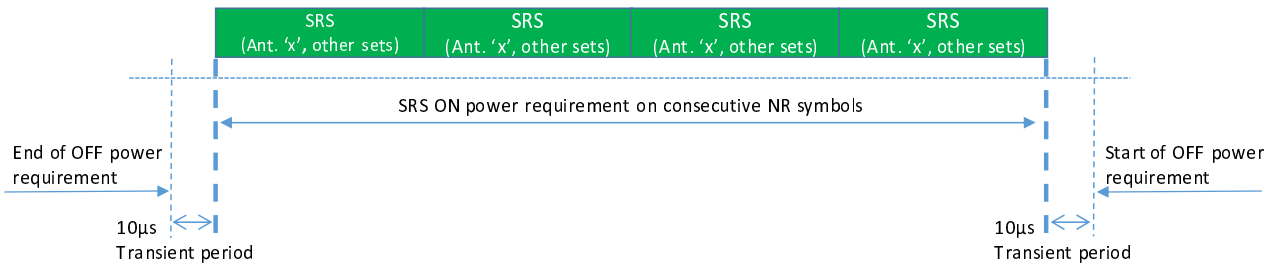 SRS
(Ant. ‘x’, other sets)
SRS
(Ant. ‘x’, other sets)
SRS
(Ant. ‘x’, other sets)
SRS
(Ant. ‘x’, other sets)
SRS ON power requirement on consecutive NR symbols
End of OFF power
requirement
Start of OFF power
requirement
10µs
Transient period
10µs
Transient period